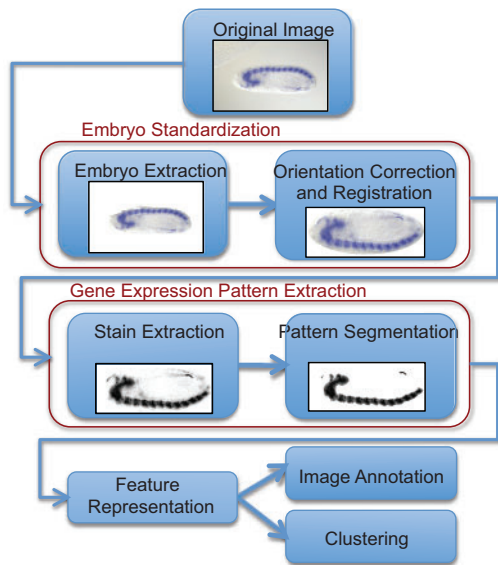 Original Image
Embryo Standardization
Embryo Extraction
Orientation Correction
and Registration
Gene Expression Pattern Extraction
Stain Extraction
Pattern Segmentation
Feature
Representation
Image Annotation
Clustering